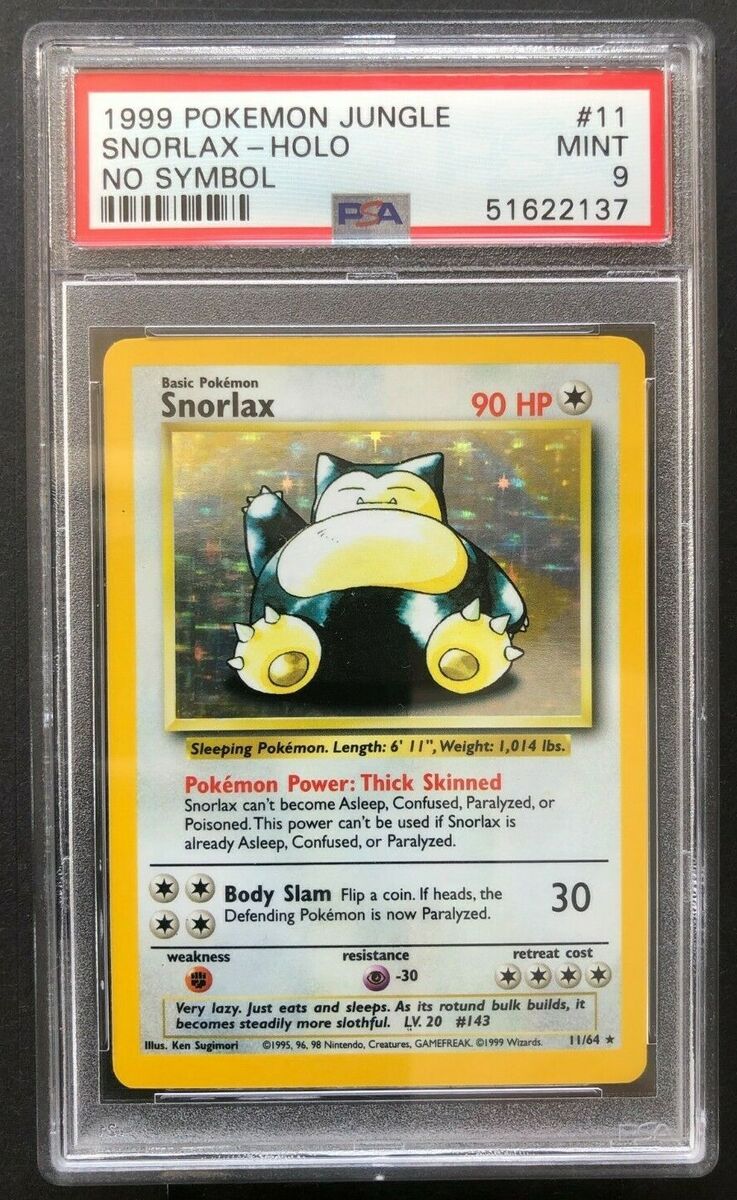 1999 POKEMON JUNGLE #11
SNORLAX – HOLO MINT
NO SYMBOL 9
PSA 51622137
Basic Pokémon
Snorlax 90 HP
Sleeping Pokémon. Length: 6' 11", Weight: 1,014 lbs.
Pokémon Power: Thick Skinned
Snorlax can't become Asleep, Confused, Paralyzed, or
Poisoned. This power can't be used if Snorlax is
already Asleep, Confused, or Paralyzed.
Body Slam Flip a coin. If heads, the 30
Defending Pokémon is now Paralyzed.
weakness resistance retreat cost
-30
Very lazy. Just eats and sleeps. As its rotund bulk builds, it
becomes steadily more slothful. LV. 20 #143
Illus. Ken Sugimori ©1995, 96, 98 Nintendo, Creatures, GAMEFREAK. ©1999 Wizards. 11/64 ★
PSA